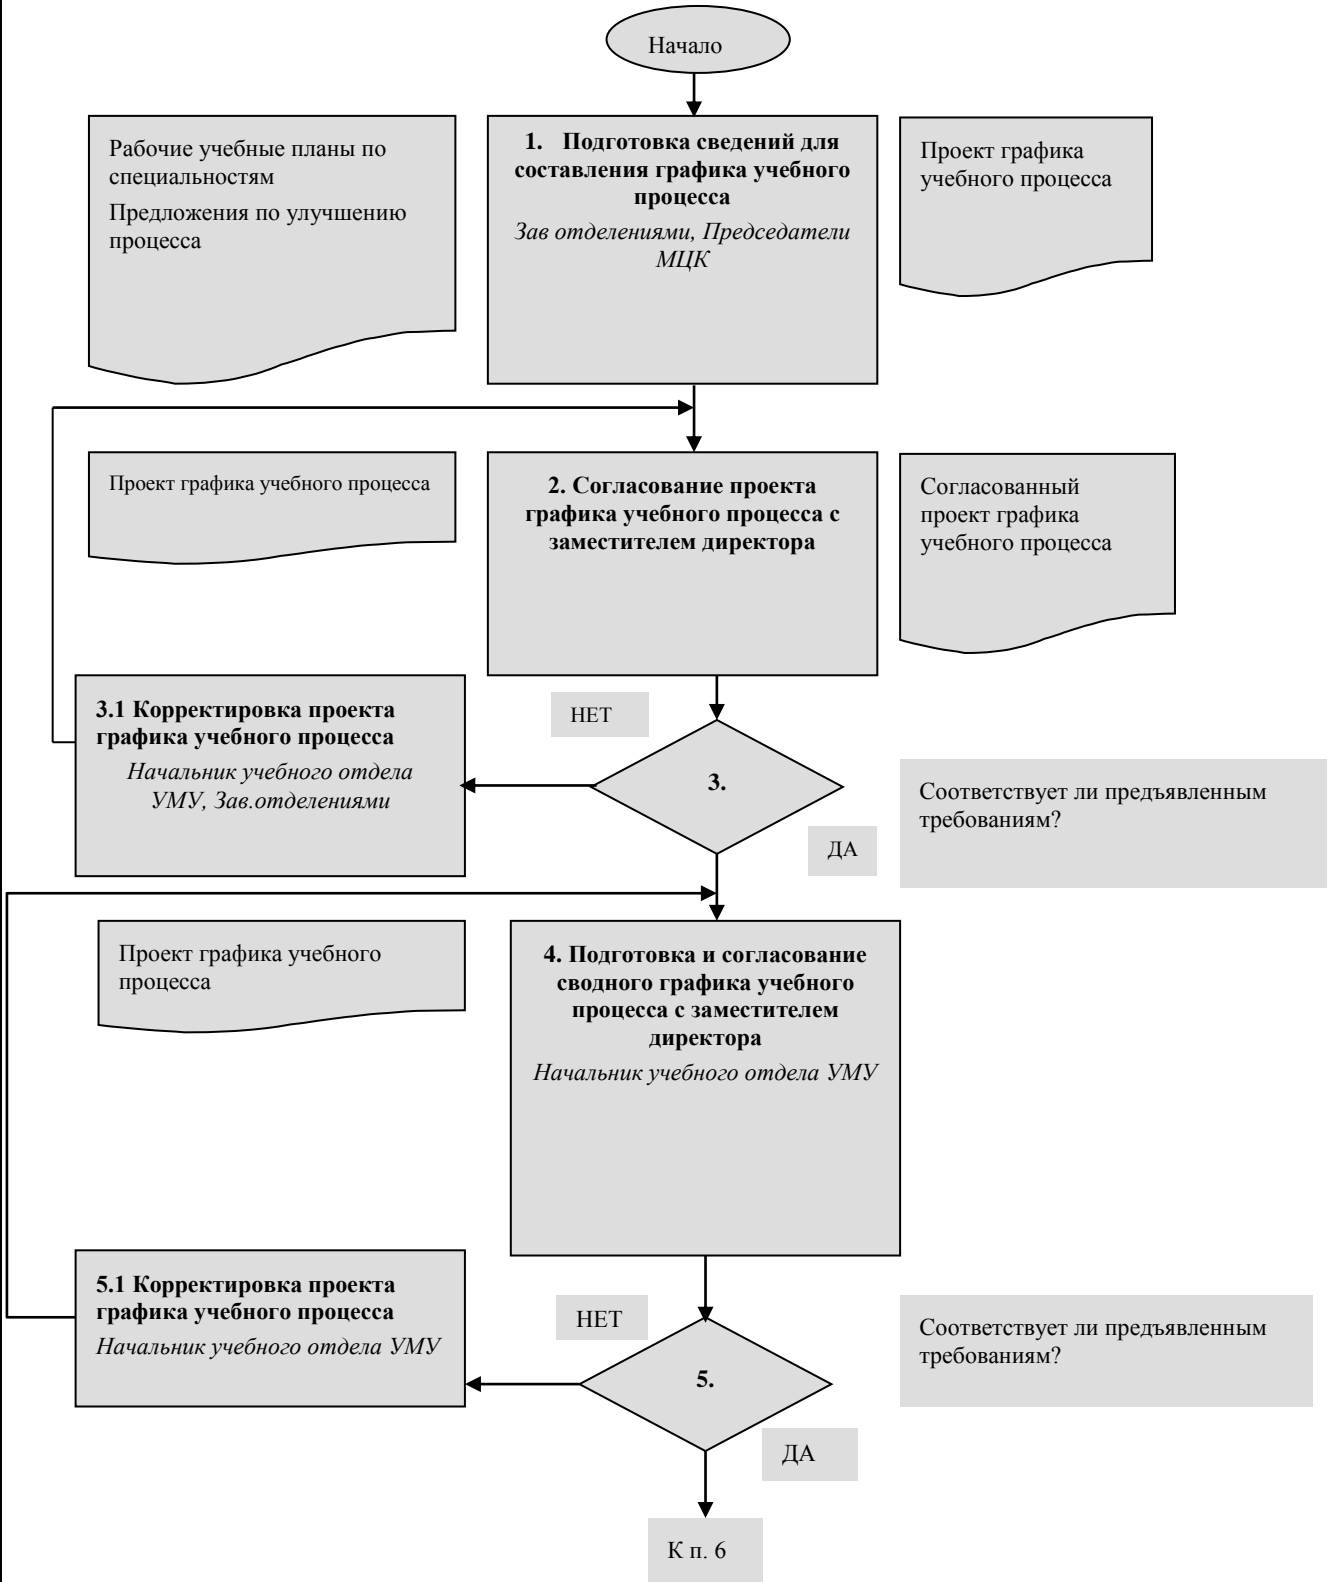 Начало
Рабочие учебные планы по
специальностям
Предложения по улучшению
процесса
1. Подготовка сведений для
составления графика учебного
процесса
Зав отделениями, Председатели
МЦК
Проект графика
учебного процесса
Проект графика учебного процесса
2. Согласование проекта
графика учебного процесса с
заместителем директора
Согласованный
проект графика
учебного процесса
3.1 Корректировка проекта
графика учебного процесса
Начальник учебного отдела
УМУ, Зав.отделениями
НЕТ
3.
ДА
Соответствует ли предъявленным
требованиям?
Проект графика учебного
процесса
4. Подготовка и согласование
сводного графика учебного
процесса с заместителем
директора
Начальник учебного отдела УМУ
5.1 Корректировка проекта
графика учебного процесса
Начальник учебного отдела УМУ
НЕТ
5.
ДА
Соответствует ли предъявленным
требованиям?
К п. 6